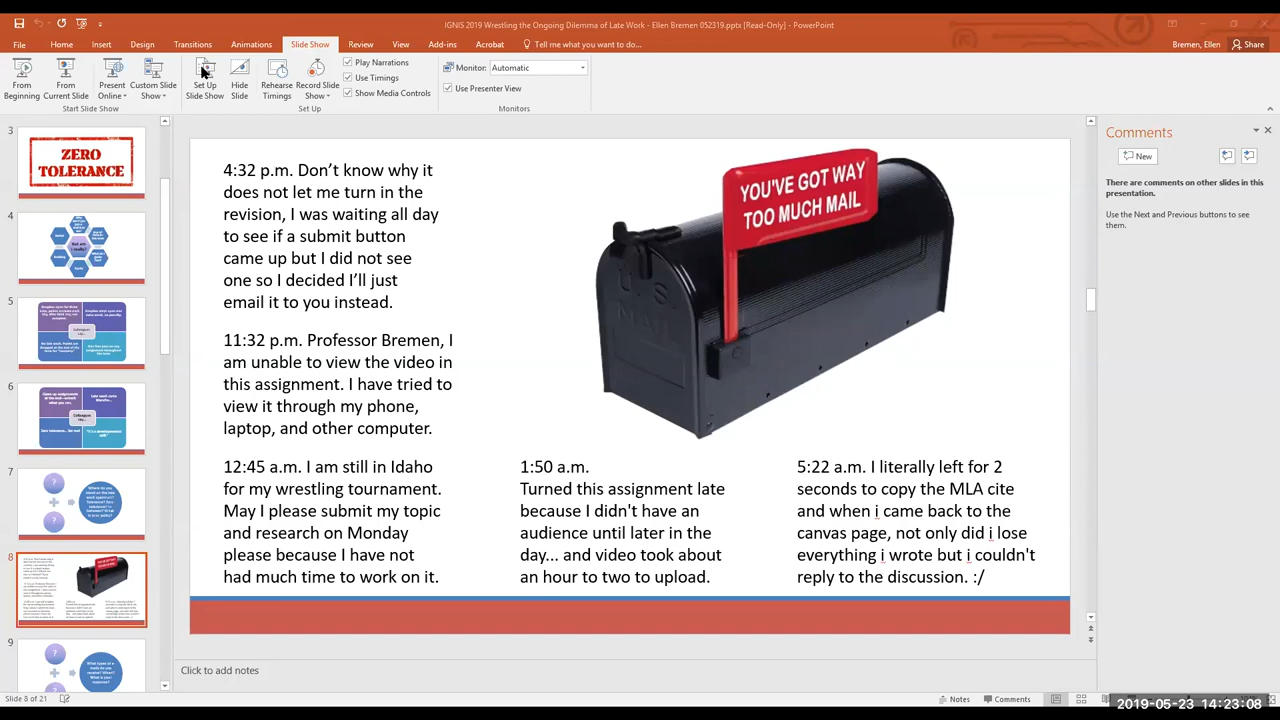 IGNIS 2019 Wrestling the Ongoing Dilemma of Late Work - Ellen Bremen 052319.pptx [Read-Only] - PowerPoint
File Home Insert Design Transitions Animations Slide Show Review View Add-ins Acrobat Tell me what you want to do... Bremen, Ellen Share
From Beginning
From Current Slide
Present Online
Custom Slide Show
Set Up Slide Show
Hide Slide
Rehearse Timings
Record Slide Show
Play Narrations
Use Timings
Show Media Controls
Monitor: Automatic
Use Presenter View
Start Slide Show
Set Up
Monitors
3
ZERO
TOLERANCE
4
5
6
7
8
9
4:32 p.m. Don’t know why it
does not let me turn in the
revision, I was waiting all day
to see if a submit button
came up but I did not see
one so I decided I’ll just
email it to you instead.
11:32 p.m. Professor Bremen, I
am unable to view the video in
this assignment. I have tried to
view it through my phone,
laptop, and other computer.
12:45 a.m. I am still in Idaho
for my wrestling tournament.
May I please submit my topic
and research on Monday
please because I have not
had much time to work on it.
YOU'VE GOT WAY
TOO MUCH MAIL
1:50 a.m.
Turned this assignment late
because I didn't have an
audience until later in the
day... and video took about
an hour to two to upload.
5:22 a.m. I literally left for 2
seconds to copy the MLA cite
and when i came back to the
canvas page, not only did i lose
everything i wrote but i couldn't
reply to the discussion. :/
Comments
New
There are comments on other slides in this
presentation.
Use the Next and Previous buttons to see
them.
Click to add notes
Slide 8 of 21
Notes
Comments
2019-05-23 14:23:08